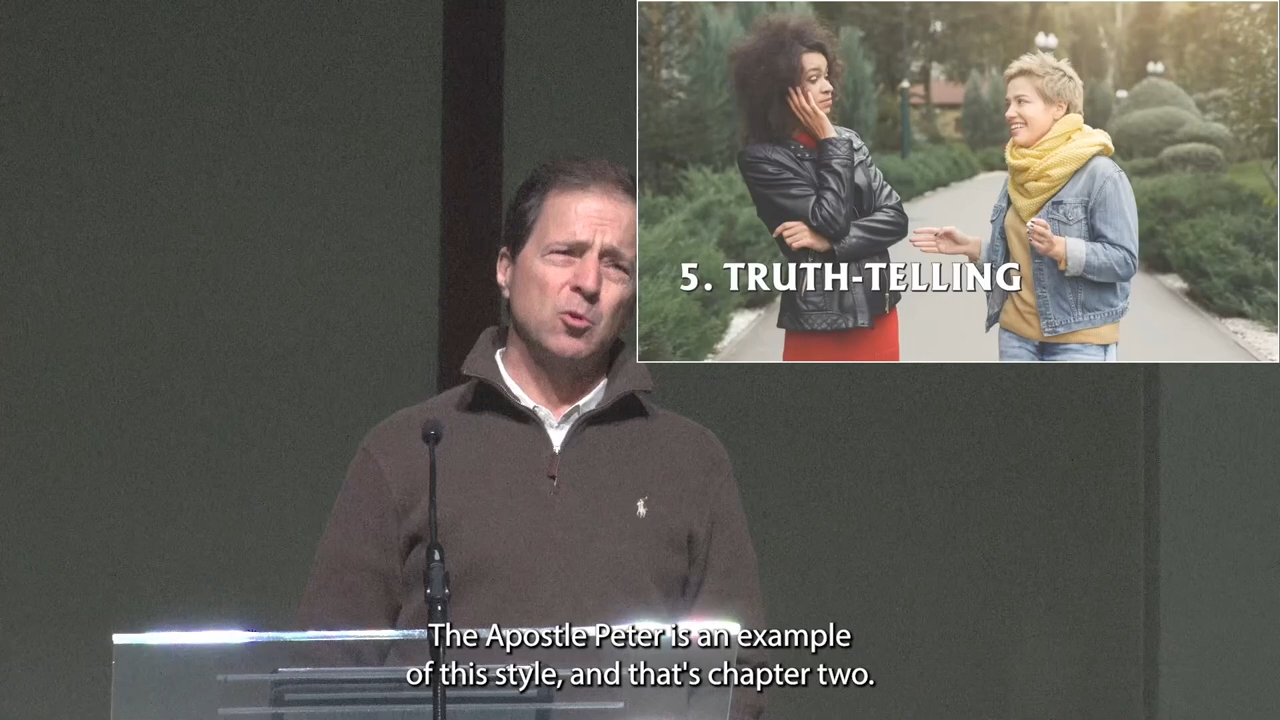 5. TRUTH-TELLING
The Apostle Peter is an example
of this style, and that's chapter two.